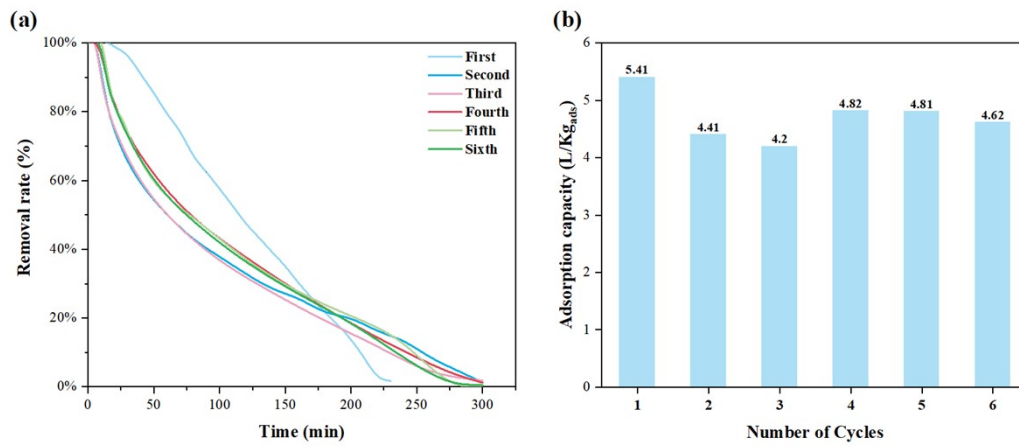 (a)
100%
80%
60%
40%
20%
0%
Removal rate (%)
First
Second
Third
Fourth
Fifth
Sixth
0
50
100
150
200
250
300
Time (min)
(b)
6
5
4
3
2
1
0
Adsorption capacity (L/Kgads)
5.41
4.41
4.2
4.82
4.81
4.62
1
2
3
4
5
6
Number of Cycles